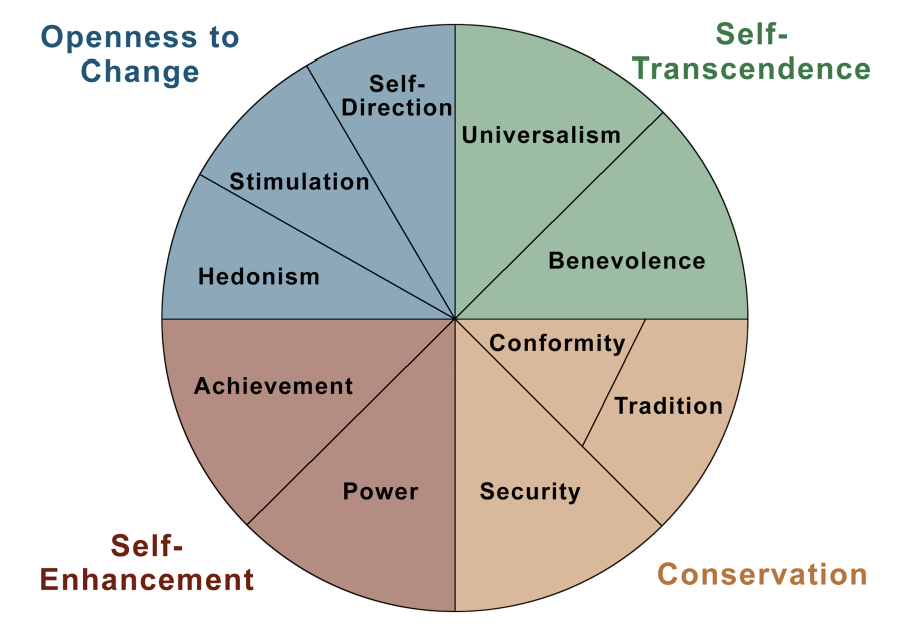 Openness to
Change
Self-
Transcendence
Self-
Direction
Universalism
Stimulation
Benevolence
Hedonism
Conformity
Achievement
Tradition
Power
Security
Self-
Enhancement
Conservation